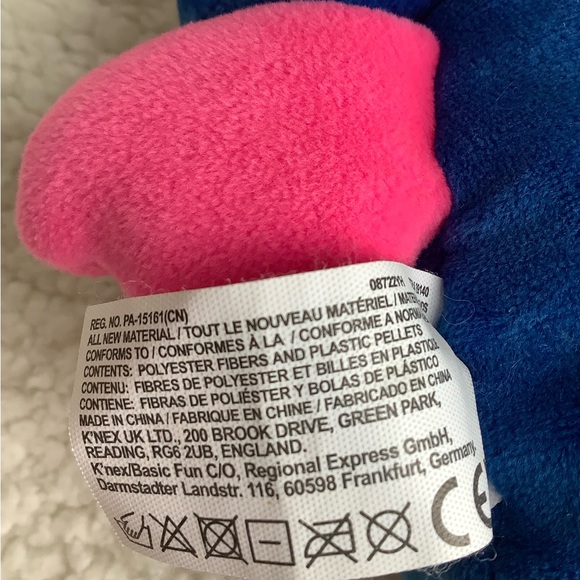 087221H 9140
REG. NO. PA-15161(CN)
ALL NEW MATERIAL / TOUT LE NOUVEAU MATÉRIEL /
CONFORMS TO / CONFORMES À LA / CONFORME A
CONTENTS: POLYESTER FIBERS AND PLASTIC PELLETS
CONTENU: FIBRES DE POLYESTER ET BILLES EN PLASTIQUE
CONTIENE: FIBRAS DE POLIÉSTER Y BOLAS DE PLÁSTICO
MADE IN CHINA / FABRIQUE EN CHINE / FABRICADO EN CHINA
K'NEX UK LTD., 200 BROOK DRIVE, GREEN PARK,
READING, RG6 2UB, ENGLAND.
K'nex/Basic Fun C/O, Regional Express GmbH,
Darmstadter Landstr. 116, 60598 Frankfurt, Germany.
CE